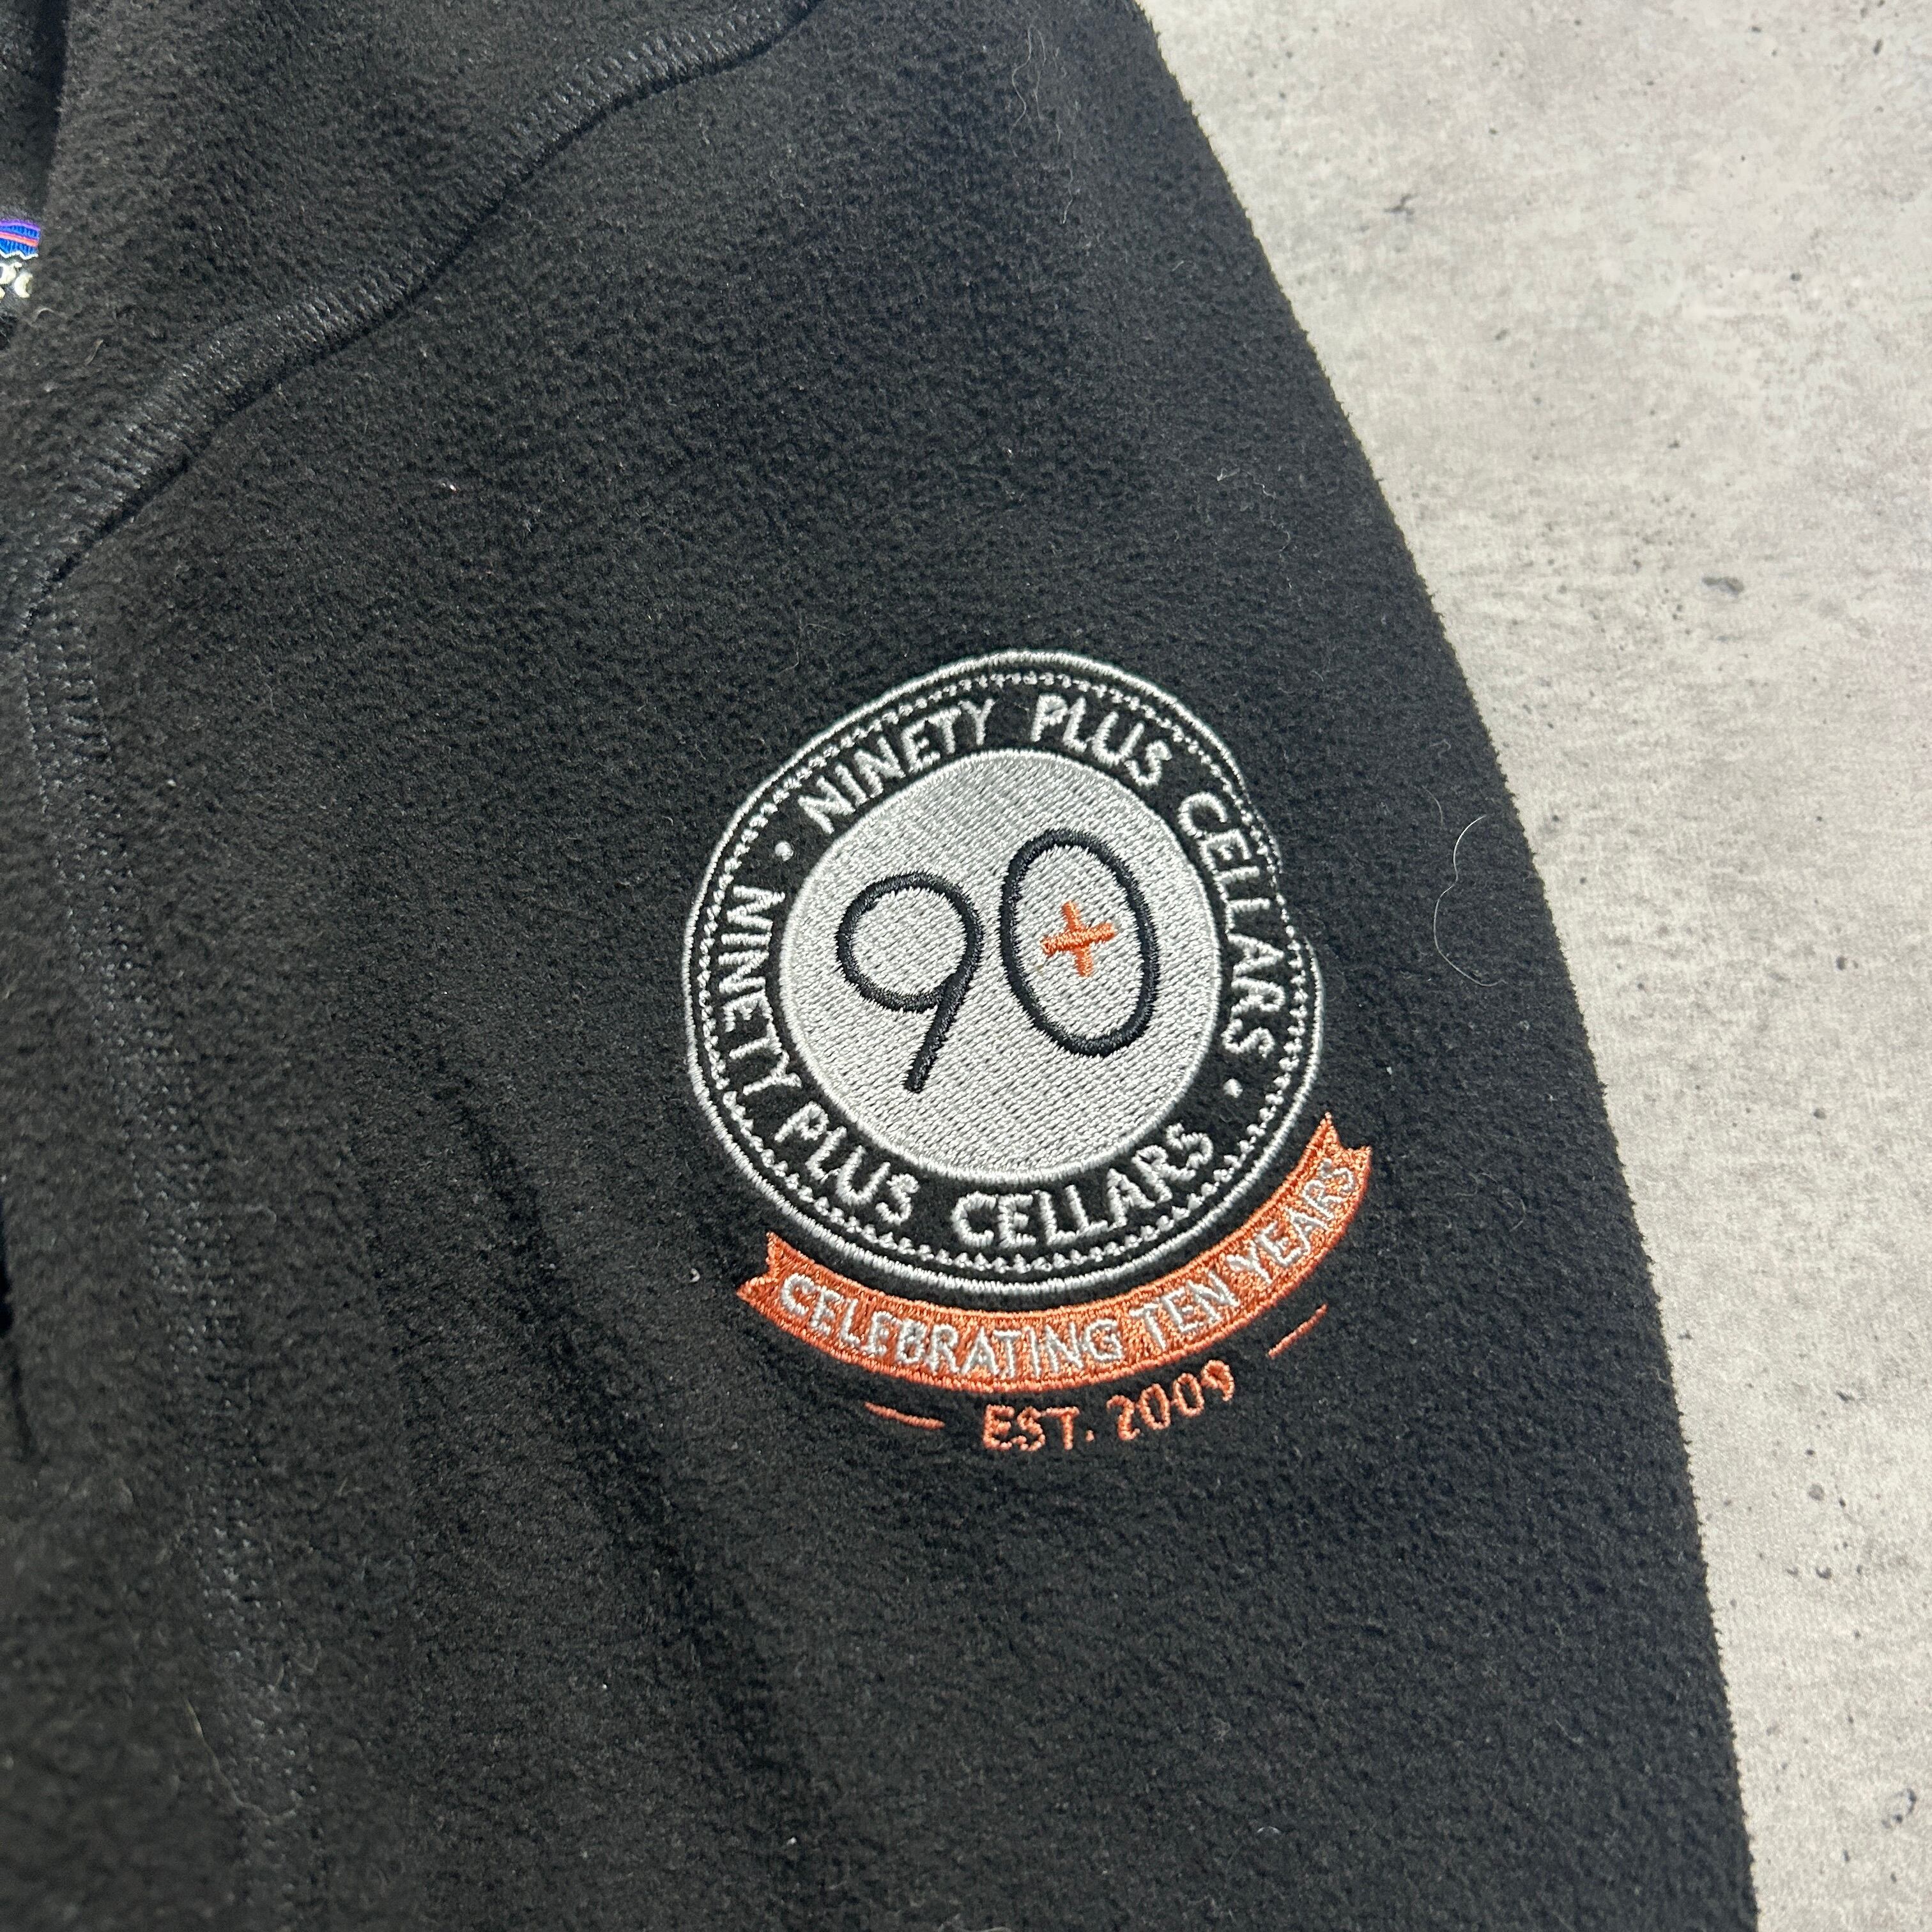 · NINETY PLUS CELLARS ·
90+
NINETY PLUS CELLARS
CELEBRATING TEN YEARS
EST. 2009